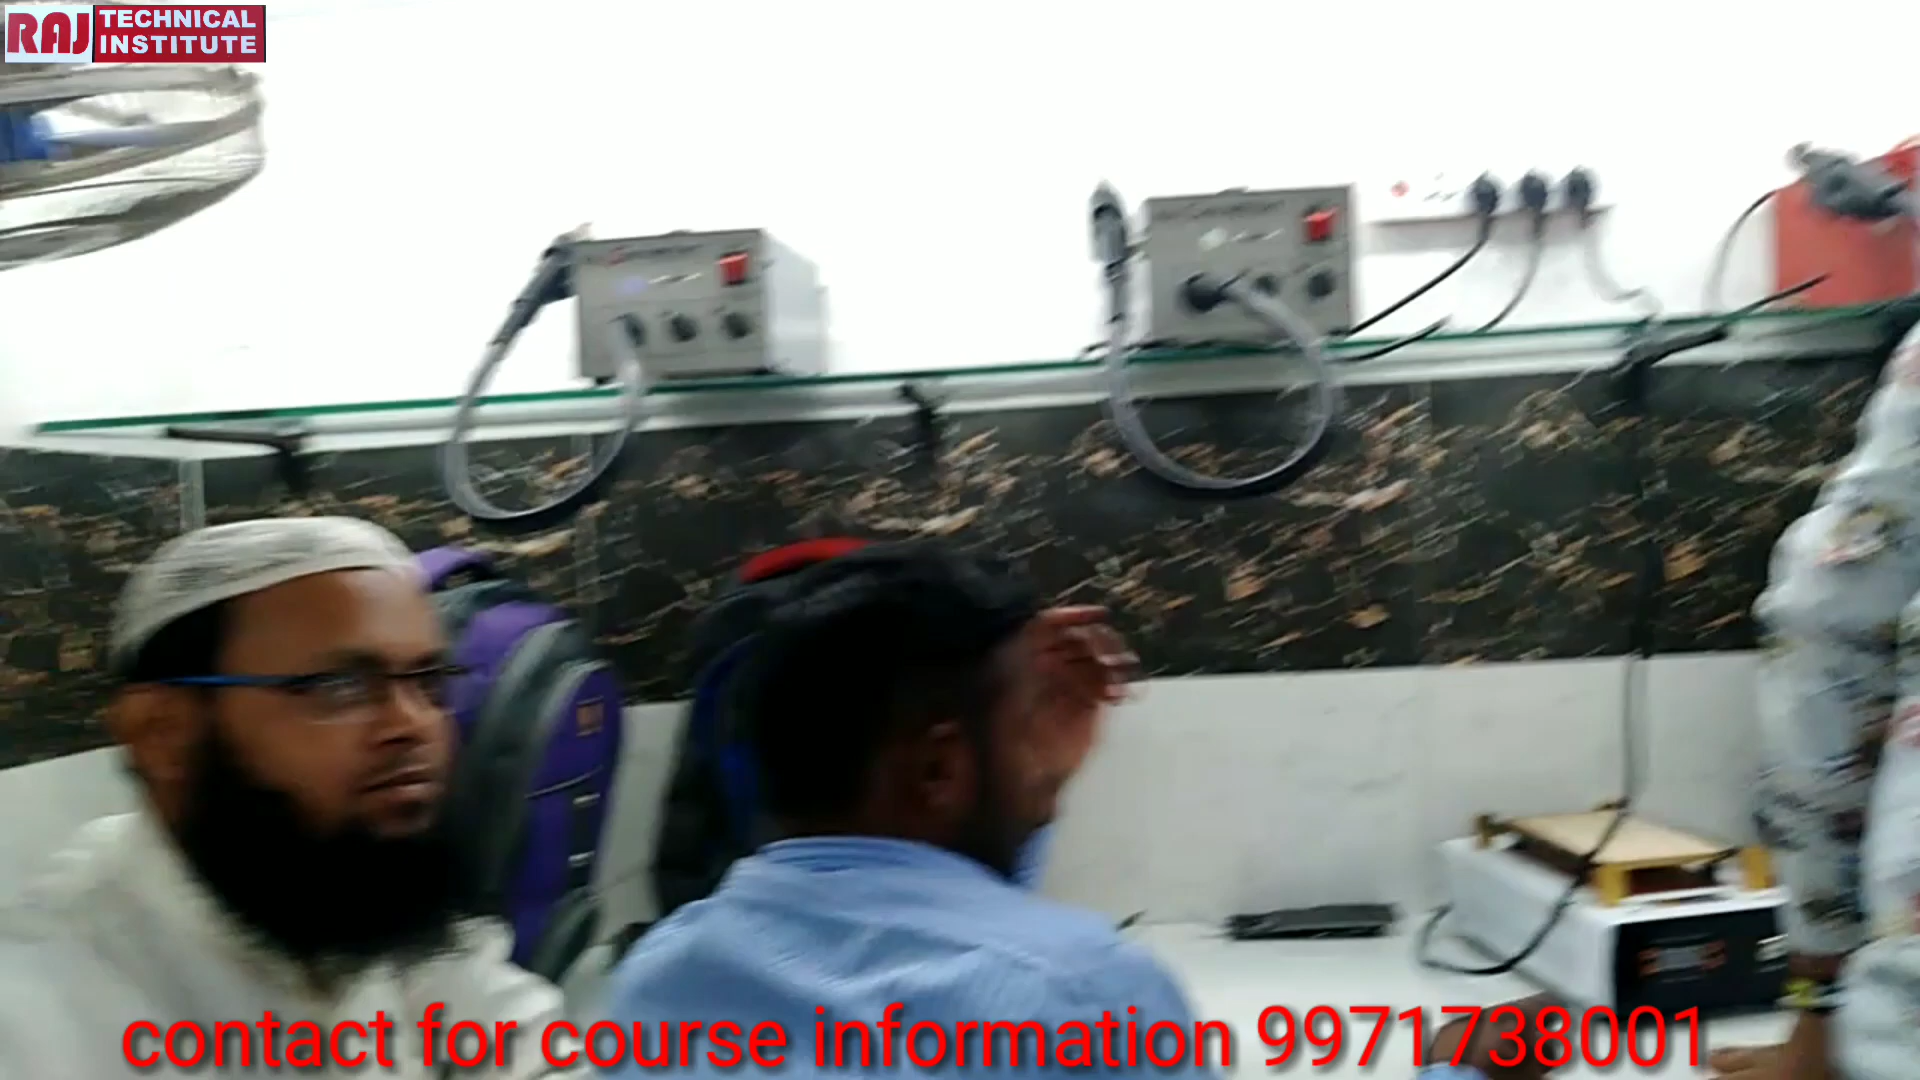 RAJ TECHNICAL
INSTITUTE
contact for course information 9971738001